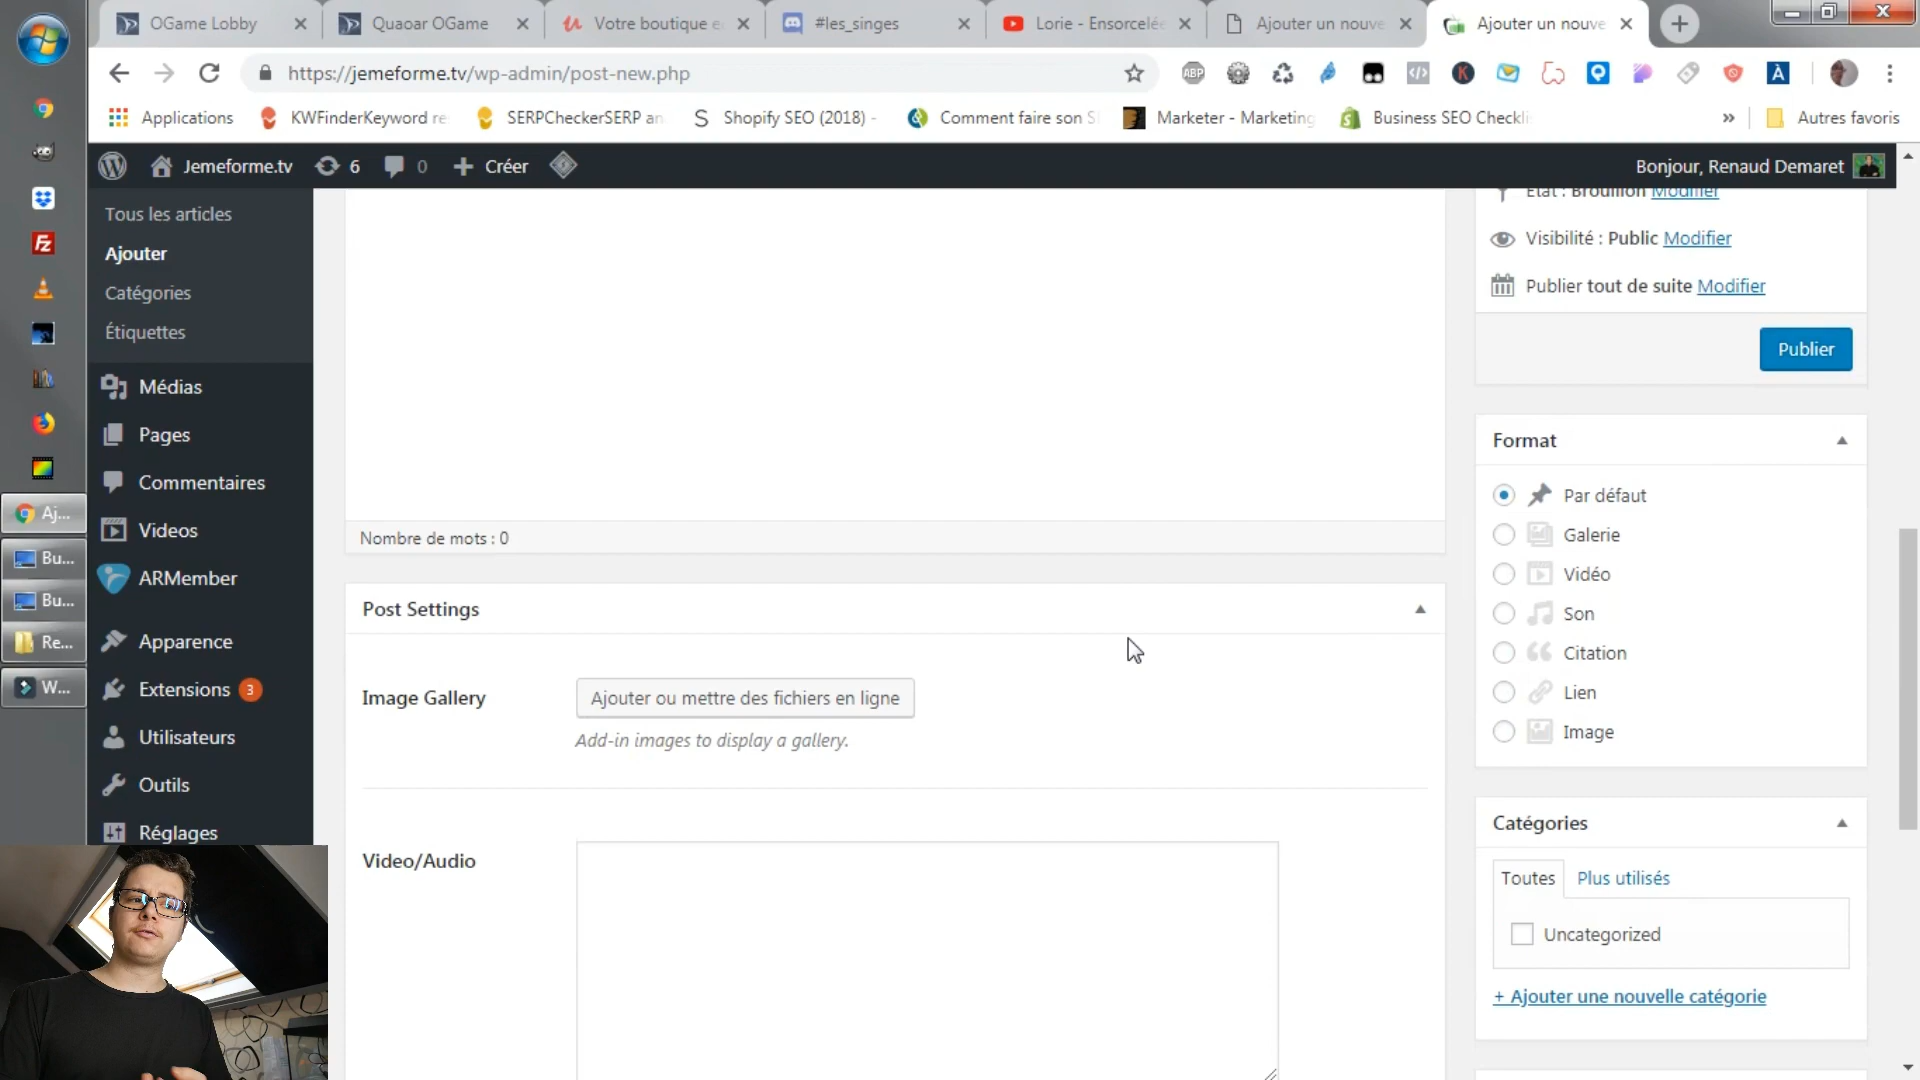 OGame Lobby
Quaoar OGame
Votre boutique e
#les_singes
Lorie - Ensorcelée
Ajouter un nouve
Ajouter un nouve
https://jemeforme.tv/wp-admin/post-new.php
ABP
Applications
KWFinderKeyword re
SERPCheckerSERP an
Shopify SEO (2018) -
Comment faire son S
Marketer - Marketing
Business SEO Checkli
»
Autres favoris
Jemeforme.tv
6
0
Créer
Bonjour, Renaud Demaret
Tous les articles
Ajouter
Catégories
Étiquettes
Médias
Pages
Commentaires
Videos
ARMember
Apparence
Extensions 3
Utilisateurs
Outils
Réglages
Aj...
Bu...
Bu...
Re...
W...
Nombre de mots : 0
Post Settings
Image Gallery
Ajouter ou mettre des fichiers en ligne
Add-in images to display a gallery.
Video/Audio
État : Brouillon Modifier
Visibilité : Public Modifier
Publier tout de suite Modifier
Publier
Format
Par défaut
Galerie
Vidéo
Son
Citation
Lien
Image
Catégories
Toutes
Plus utilisés
Uncategorized
+ Ajouter une nouvelle catégorie